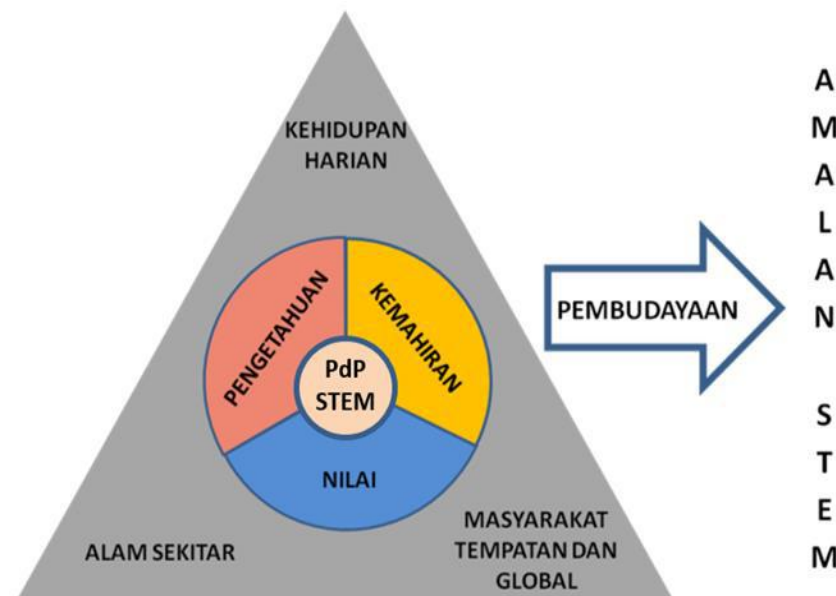 KEHIDUPAN
HARIAN
PENGETAHUAN
KEMAHIRAN
PdP
STEM
NILAI
ALAM SEKITAR
MASYARAKAT
TEMPATAN DAN
GLOBAL
PEMBUDAYAAN
A
M
A
L
A
N
S
T
E
M